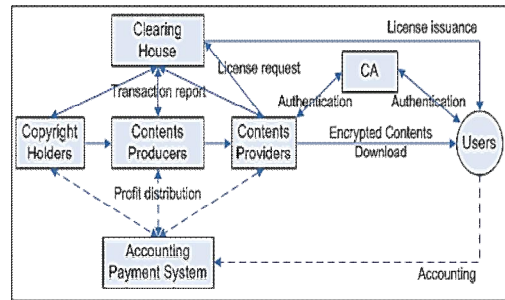 Clearing
House
License issuance
License request
CA
Transaction report
Authentication
Authentication
Copyright
Holders
Contents
Producers
Contents
Providers
Encrypted Contents
Download
Users
Profit distribution
Accounting
Payment System
Accounting